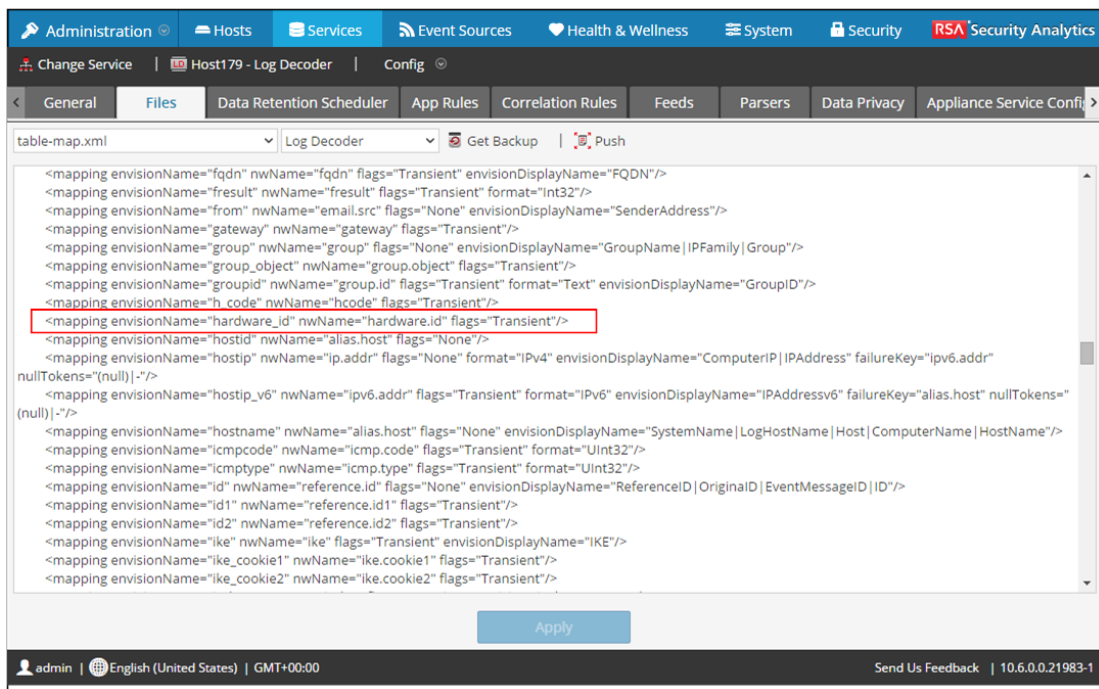 Administration Hosts Services Event Sources Health & Wellness System Security RSA Security Analytics
Change Service | LD Host179 - Log Decoder | Config
General Files Data Retention Scheduler App Rules Correlation Rules Feeds Parsers Data Privacy Appliance Service Config
table-map.xml Log Decoder Get Backup | Push
<mapping envisionName="fqdn" nwName="fqdn" flags="Transient" envisionDisplayName="FQDN"/>
<mapping envisionName="fresult" nwName="fresult" flags="Transient" format="Int32"/>
<mapping envisionName="from" nwName="email.src" flags="None" envisionDisplayName="SenderAddress"/>
<mapping envisionName="gateway" nwName="gateway" flags="Transient"/>
<mapping envisionName="group" nwName="group" flags="None" envisionDisplayName="GroupName|IPFamily|Group"/>
<mapping envisionName="group_object" nwName="group.object" flags="Transient"/>
<mapping envisionName="groupid" nwName="group.id" flags="Transient" format="Text" envisionDisplayName="GroupID"/>
<mapping envisionName="h_code" nwName="hcode" flags="Transient"/>
<mapping envisionName="hardware_id" nwName="hardware.id" flags="Transient"/>
<mapping envisionName="hostid" nwName="alias.host" flags="None"/>
<mapping envisionName="hostip" nwName="ip.addr" flags="None" format="IPv4" envisionDisplayName="ComputerIP|IPAddress" failureKey="ipv6.addr"
nullTokens="(null)|-"/>
<mapping envisionName="hostip_v6" nwName="ipv6.addr" flags="Transient" format="IPv6" envisionDisplayName="IPAddressv6" failureKey="alias.host" nullTokens="
(null)|-"/>
<mapping envisionName="hostname" nwName="alias.host" flags="None" envisionDisplayName="SystemName|LogHostName|Host|ComputerName|HostName"/>
<mapping envisionName="icmpcode" nwName="icmp.code" flags="Transient" format="UInt32"/>
<mapping envisionName="icmptype" nwName="icmp.type" flags="Transient" format="UInt32"/>
<mapping envisionName="id" nwName="reference.id" flags="None" envisionDisplayName="ReferenceID|OriginaID|EventMessageID|ID"/>
<mapping envisionName="id1" nwName="reference.id1" flags="Transient"/>
<mapping envisionName="id2" nwName="reference.id2" flags="Transient"/>
<mapping envisionName="ike" nwName="ike" flags="Transient" envisionDisplayName="IKE"/>
<mapping envisionName="ike_cookie1" nwName="ike.cookie1" flags="Transient"/>
<mapping envisionName="ike_cookie2" nwName="ike.cookie2" flags="Transient"/>
Apply
admin | English (United States) | GMT+00:00 Send Us Feedback | 10.6.0.0.21983-1